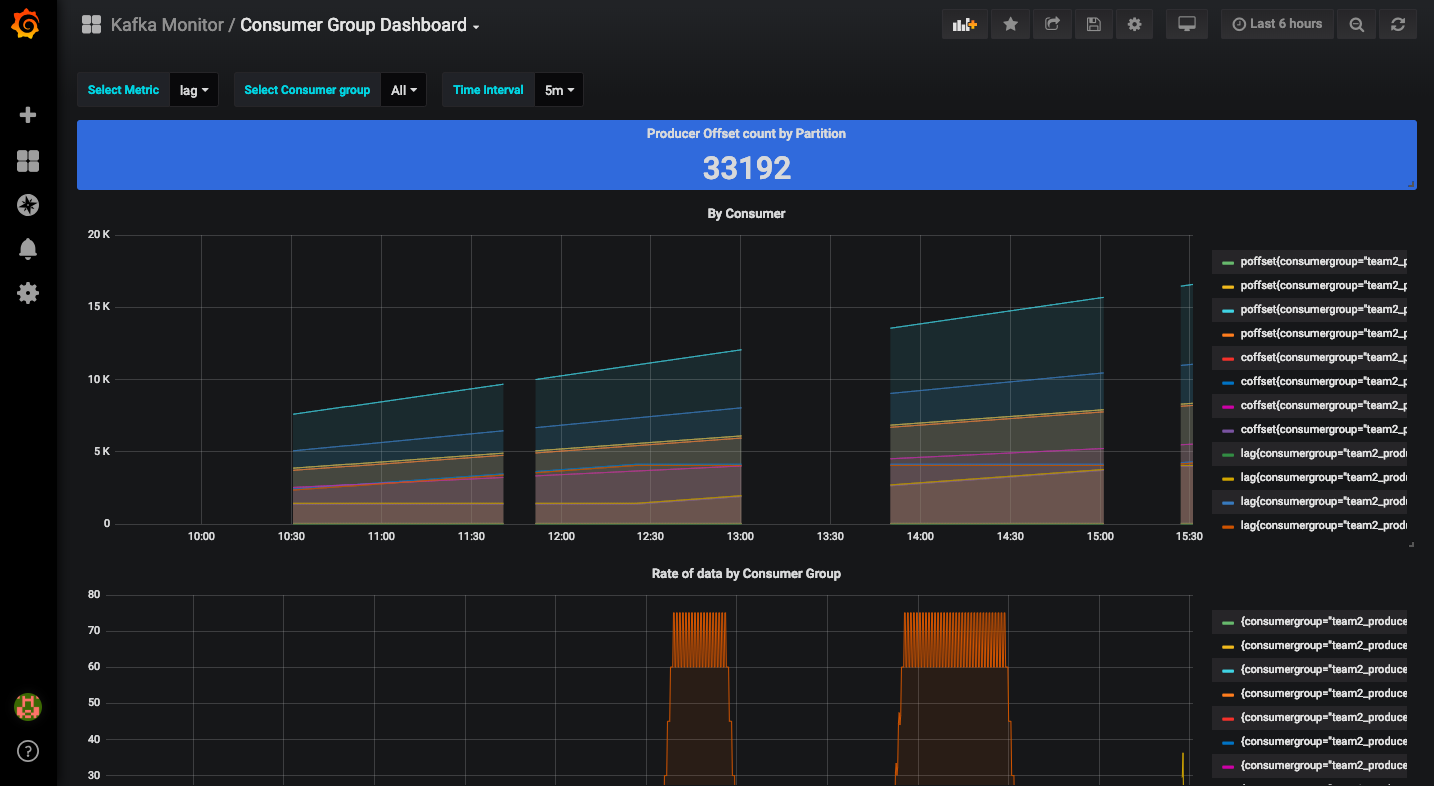 Kafka Monitor / Consumer Group Dashboard
Last 6 hours
Select Metric lag Select Consumer group All Time Interval 5m
Producer Offset count by Partition
33192
By Consumer
20 K
15 K
10 K
5 K
0
10:00 10:30 11:00 11:30 12:00 12:30 13:00 13:30 14:00 14:30 15:00 15:30
poffset{consumergroup="team2_p
poffset{consumergroup="team2_p
poffset{consumergroup="team2_p
poffset{consumergroup="team2_p
coffset{consumergroup="team2_p
coffset{consumergroup="team2_p
coffset{consumergroup="team2_p
coffset{consumergroup="team2_p
lag{consumergroup="team2_produ
lag{consumergroup="team2_produ
lag{consumergroup="team2_produ
lag{consumergroup="team2_produ
Rate of data by Consumer Group
80
70
60
50
40
30
{consumergroup="team2_produce
{consumergroup="team2_produce
{consumergroup="team2_produce
{consumergroup="team2_produce
{consumergroup="team2_produce
{consumergroup="team2_produce
{consumergroup="team2_produce